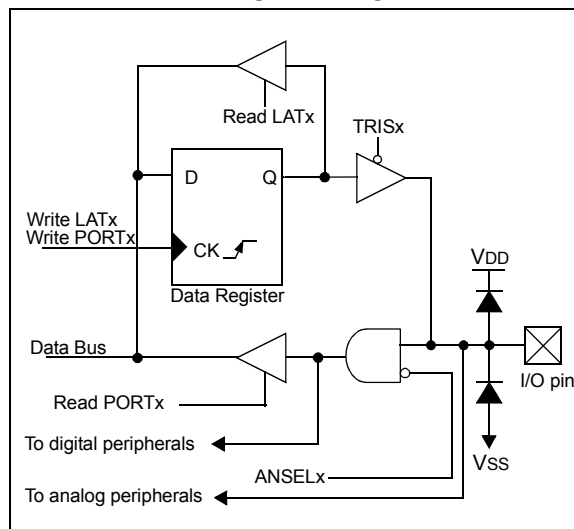 Read LATx
TRISx
D Q
Write LATx
Write PORTx
CK
Data Register
VDD
Data Bus
I/O pin
Read PORTx
To digital peripherals
VSS
ANSELx
To analog peripherals